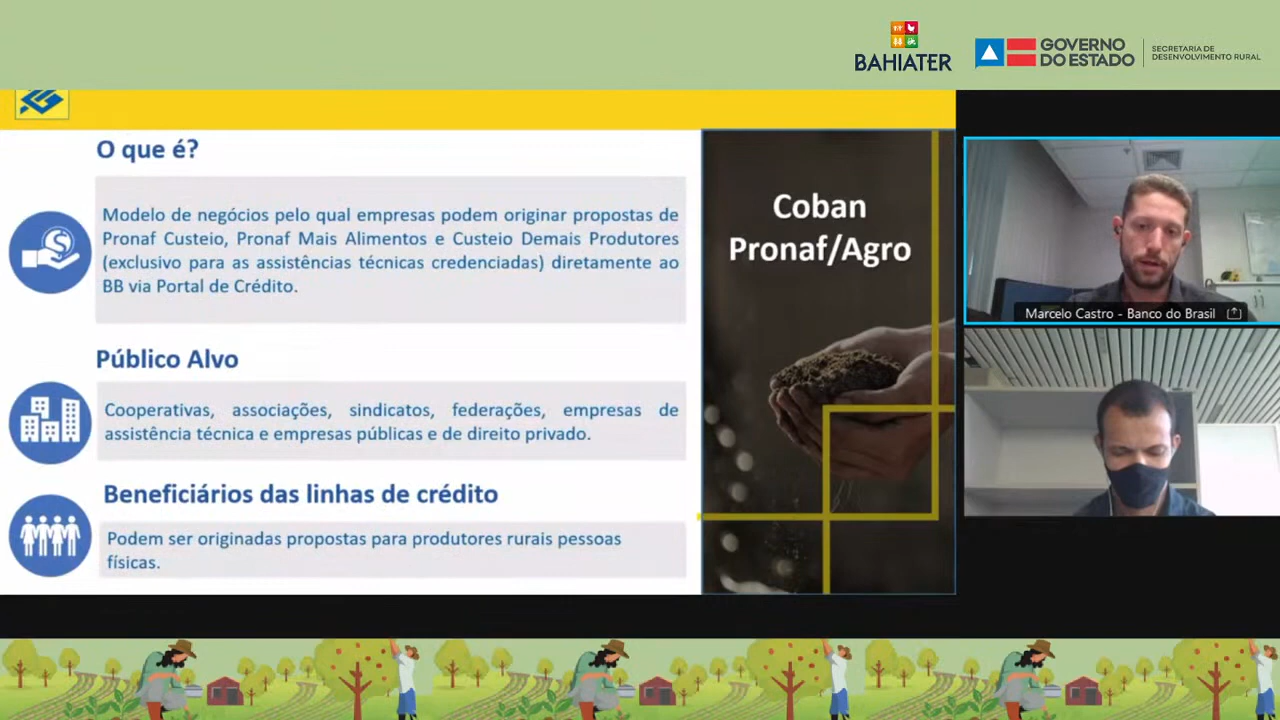 BAHIATER
GOVERNO
DO ESTADO
SECRETARIA DE
DESENVOLVIMENTO RURAL
O que é?
Modelo de negócios pelo qual empresas podem originar propostas de
Pronaf Custeio, Pronaf Mais Alimentos e Custeio Demais Produtores
(exclusivo para as assistências técnicas credenciadas) diretamente ao
BB via Portal de Crédito.
Público Alvo
Cooperativas, associações, sindicatos, federações, empresas de
assistência técnica e empresas públicas e de direito privado.
Beneficiários das linhas de crédito
Podem ser originadas propostas para produtores rurais pessoas
físicas.
Coban
Pronaf/Agro
Marcelo Castro - Banco do Brasil